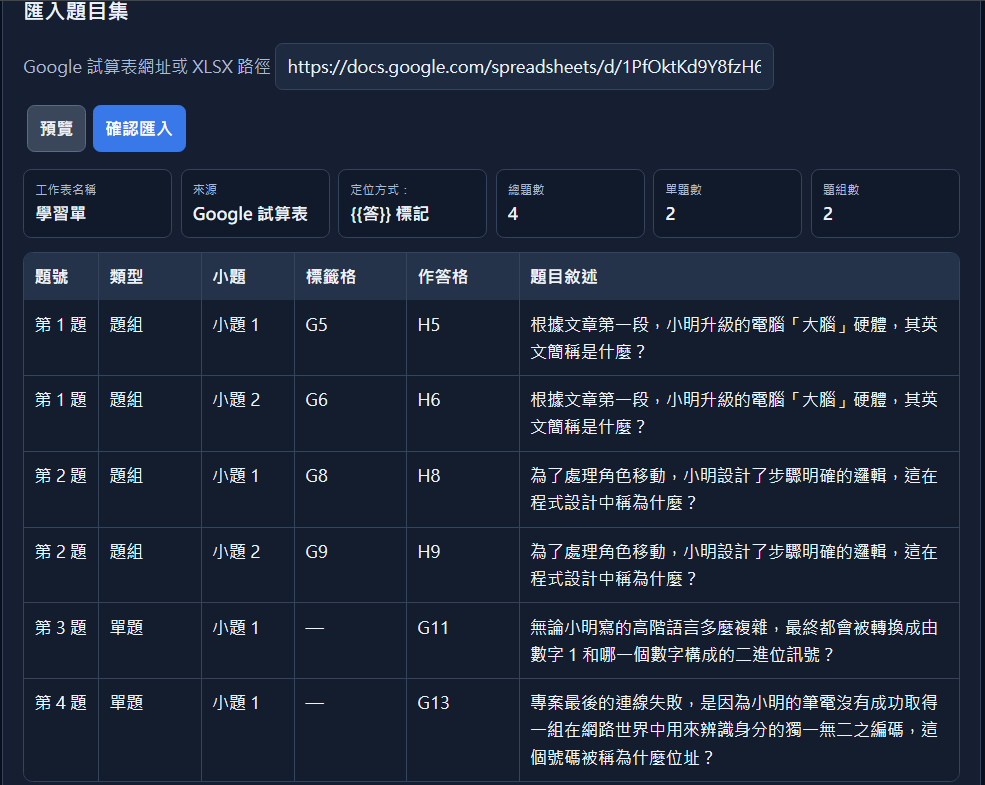 匯入題目集
Google 試算表網址或 XLSX 路徑 https://docs.google.com/spreadsheets/d/1PfOktKd9Y8fzH6
預覽 確認匯入
工作表名稱 來源 定位方式： 總題數 單題數 題組數
學習單 Google 試算表 {{答}} 標記 4 2 2
題號 類型 小題 標籤格 作答格 題目敘述
第 1 題 題組 小題 1 G5 H5 根據文章第一段，小明升級的電腦「大腦」硬體，其英
文簡稱是什麼？
第 1 題 題組 小題 2 G6 H6 根據文章第一段，小明升級的電腦「大腦」硬體，其英
文簡稱是什麼？
第 2 題 題組 小題 1 G8 H8 為了處理角色移動，小明設計了步驟明確的邏輯，這在
程式設計中稱為什麼？
第 2 題 題組 小題 2 G9 H9 為了處理角色移動，小明設計了步驟明確的邏輯，這在
程式設計中稱為什麼？
第 3 題 單題 小題 1 — G11 無論小明寫的高階語言多麼複雜，最終都會被轉換成由
數字 1 和哪一個數字構成的二進位訊號？
第 4 題 單題 小題 1 — G13 專案最後的連線失敗，是因為小明的筆電沒有成功取得
一組在網路世界中用來辨識身分的獨一無二之編碼，這
個號碼被稱為什麼位址？